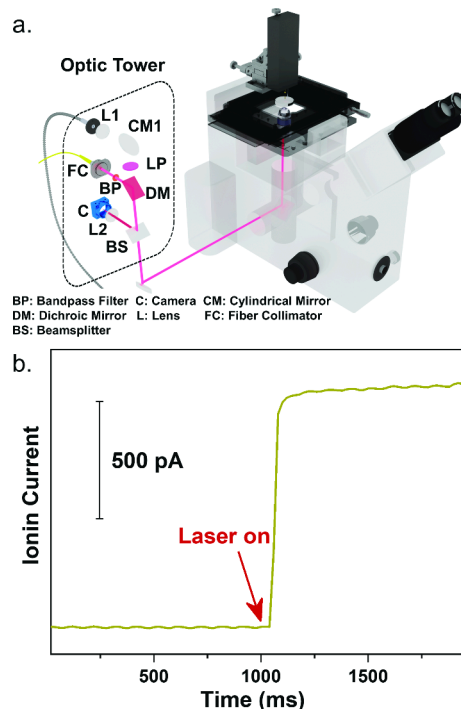 a.
Optic Tower
L1
CM1
FC
LP
BP
DM
C
L2
BS
BP: Bandpass Filter C: Camera CM: Cylindrical Mirror
DM: Dichroic Mirror L: Lens FC: Fiber Collimator
BS: Beamsplitter
b.
Ionin Current
500 pA
Laser on
500 1000 1500
Time (ms)